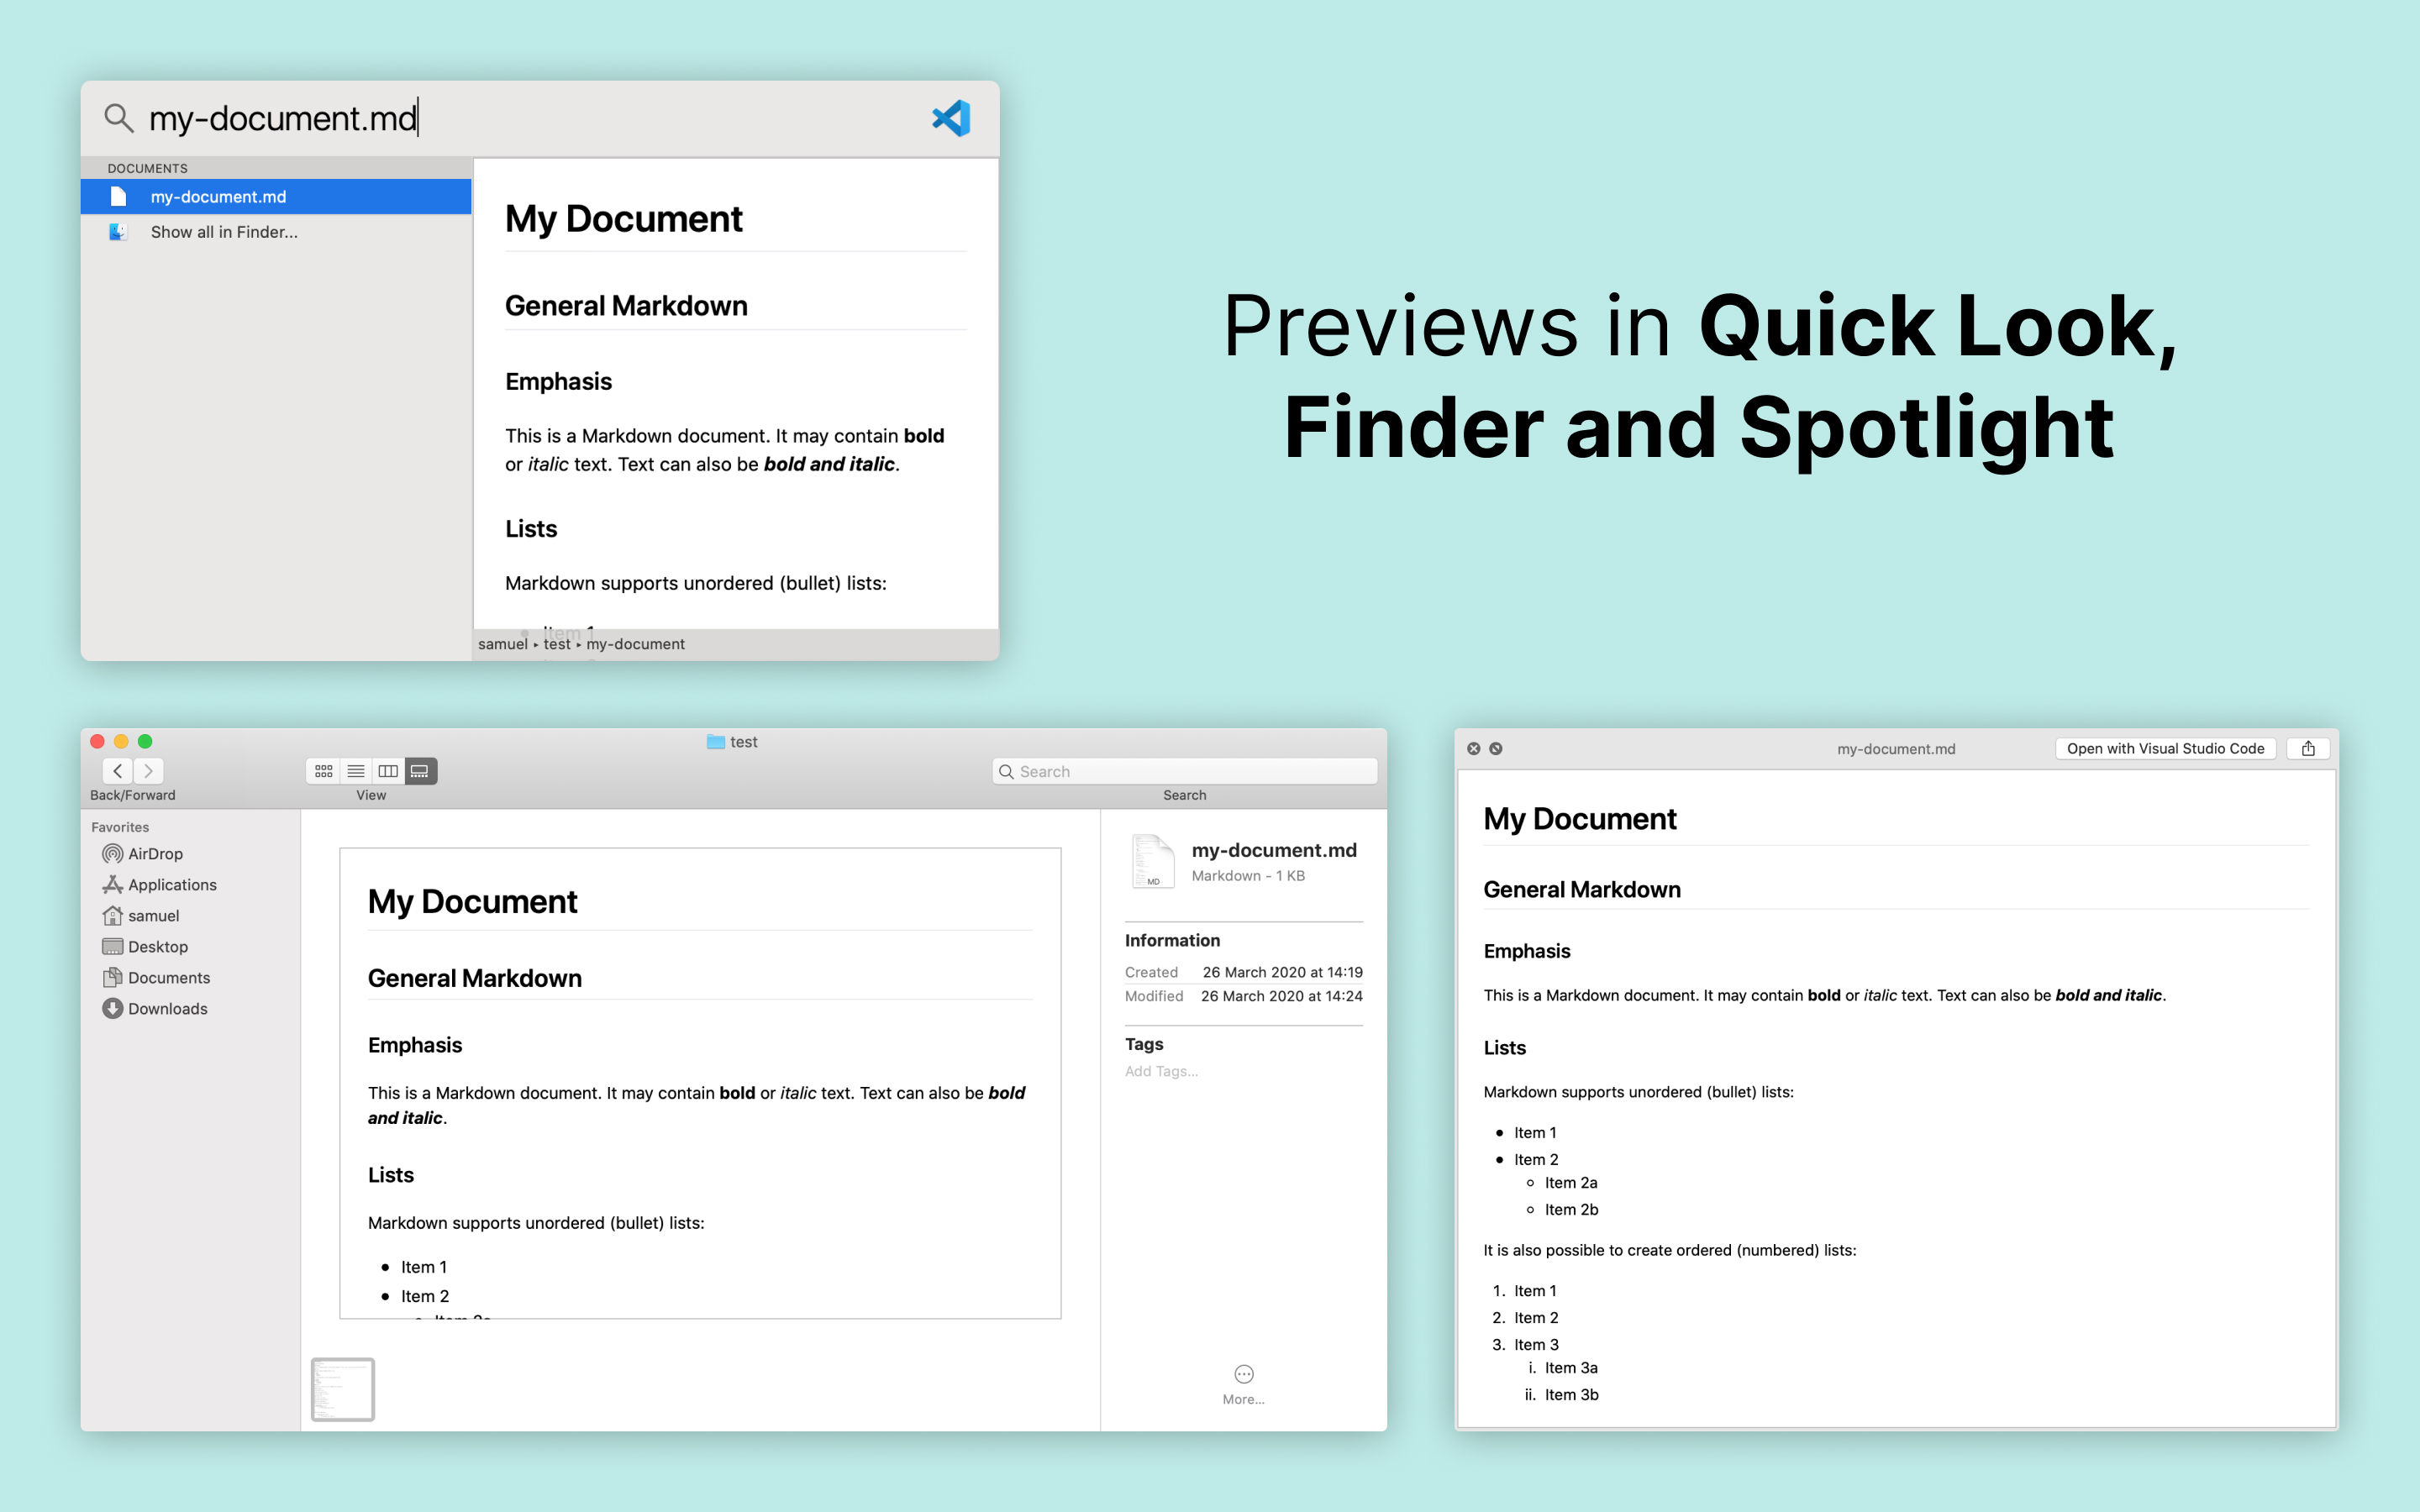 my-document.md
DOCUMENTS
my-document.md
Show all in Finder...
My Document
General Markdown
Emphasis
This is a Markdown document. It may contain bold
or italic text. Text can also be bold and italic.
Lists
Markdown supports unordered (bullet) lists:
Item 1
samuel ▸ test ▸ my-document
Previews in Quick Look,
Finder and Spotlight
test
Back/Forward
View
Search
Search
Favorites
AirDrop
Applications
samuel
Desktop
Documents
Downloads
My Document
General Markdown
Emphasis
This is a Markdown document. It may contain bold or italic text. Text can also be bold
and italic.
Lists
Markdown supports unordered (bullet) lists:
• Item 1
• Item 2
MD
my-document.md
Markdown - 1 KB
Information
Created 26 March 2020 at 14:19
Modified 26 March 2020 at 14:24
Tags
Add Tags...
More...
my-document.md
Open with Visual Studio Code
My Document
General Markdown
Emphasis
This is a Markdown document. It may contain bold or italic text. Text can also be bold and italic.
Lists
Markdown supports unordered (bullet) lists:
• Item 1
• Item 2
◦ Item 2a
◦ Item 2b
It is also possible to create ordered (numbered) lists:
1. Item 1
2. Item 2
3. Item 3
i. Item 3a
ii. Item 3b